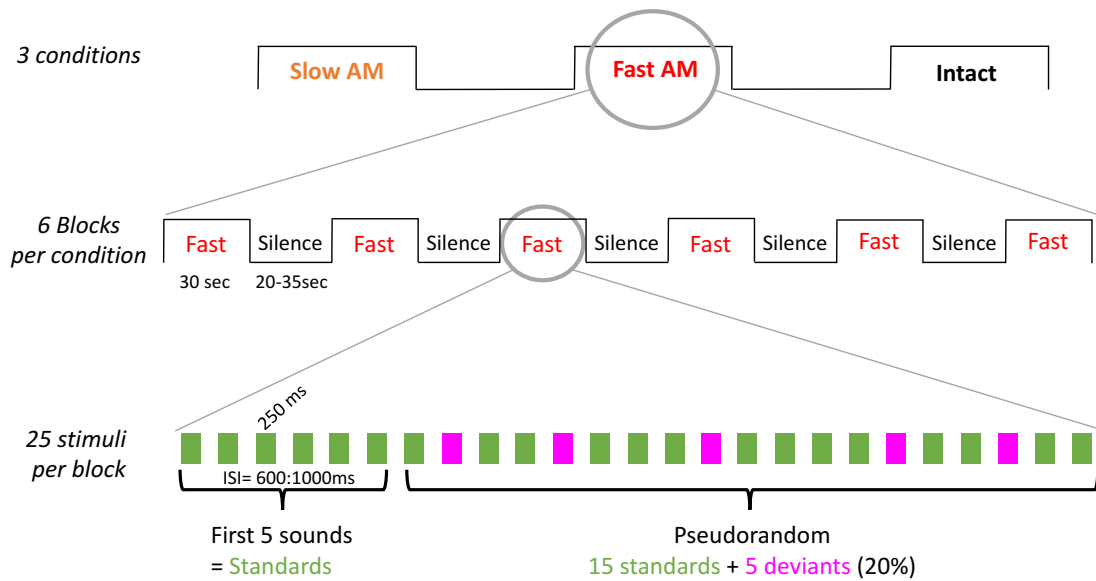 3 conditions
Slow AM
Fast AM
Intact
6 Blocks
per condition
Fast
Silence
Fast
Silence
Fast
Silence
Fast
Silence
Fast
Silence
Fast
30 sec
20-35sec
250 ms
25 stimuli
per block
ISI= 600:1000ms
First 5 sounds
= Standards
Pseudorandom
15 standards + 5 deviants (20%)